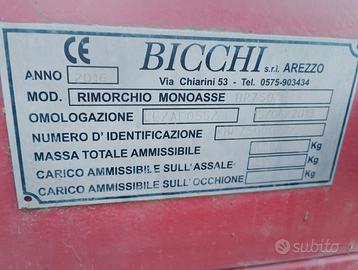 CE BICCHI s.r.l. AREZZO
Via Chiarini 53 - Tel. 0575-903434
ANNO 2016
MOD. RIMORCHIO MONOASSE
OMOLOGAZIONE
NUMERO D' IDENTIFICAZIONE
MASSA TOTALE AMMISSIBILE Kg
CARICO AMMISSIBILE SULL'ASSALE Kg
CARICO AMMISSIBILE SULL'OCCHIONE Kg
subito